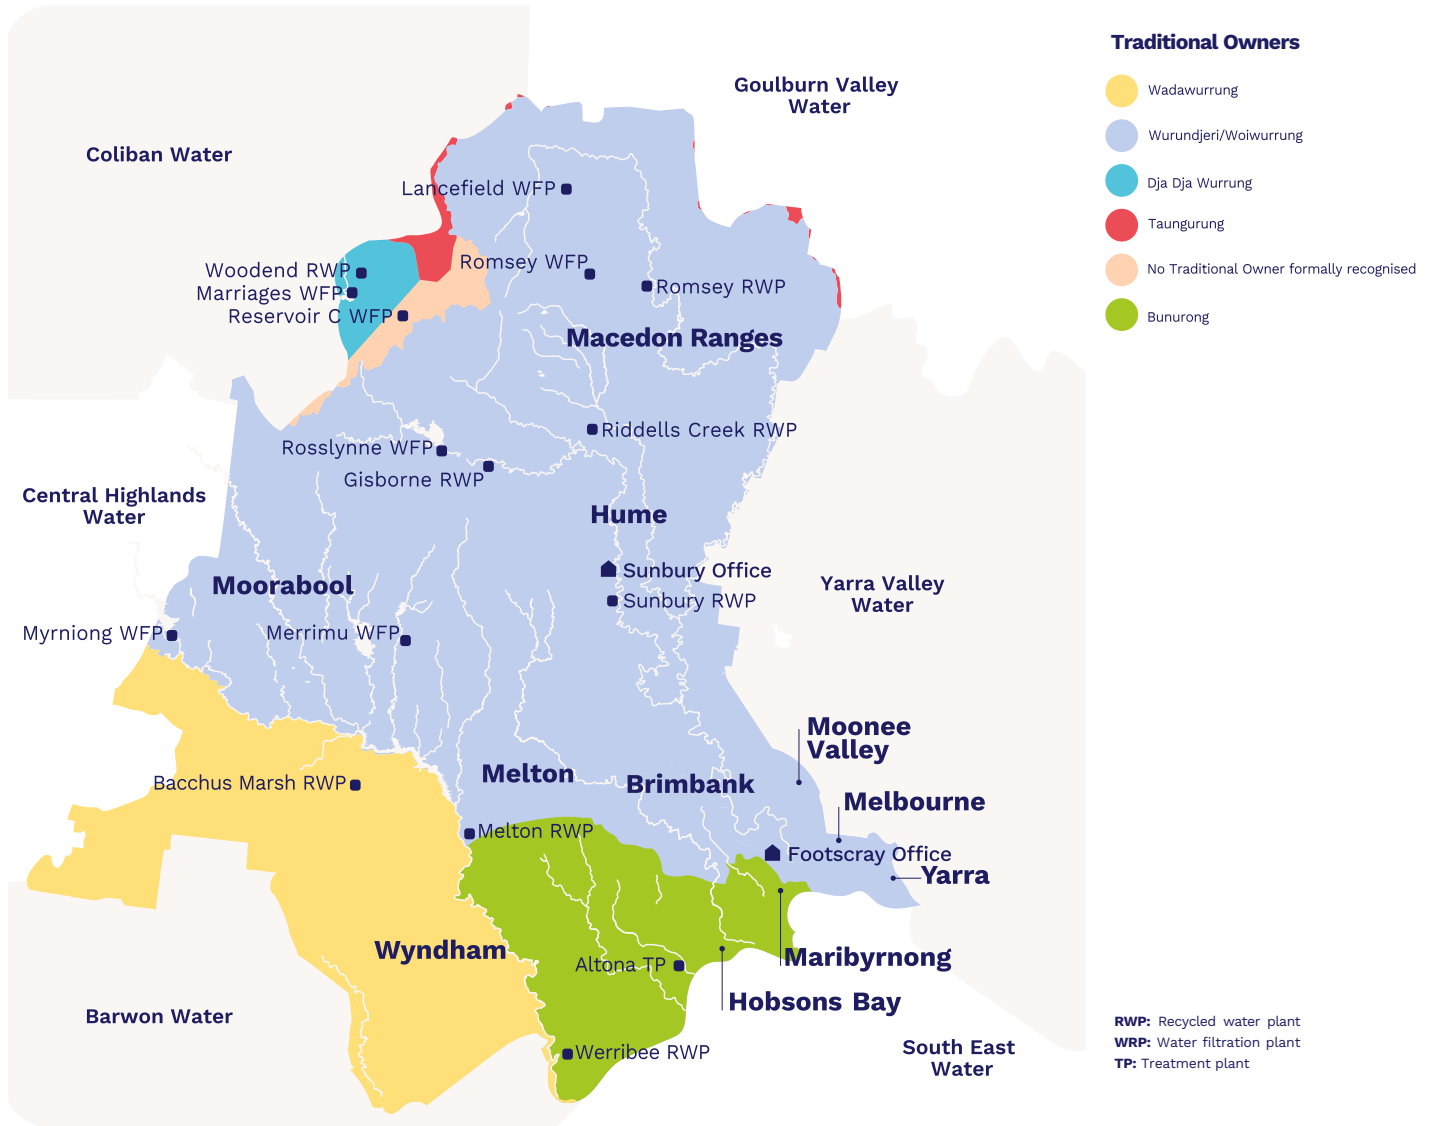 Traditional Owners
Wadawurrung
Wurundjeri/Woiwurrung
Dja Dja Wurrung
Taungurung
No Traditional Owner formally recognised
Bunurong
Goulburn Valley
Water
Coliban Water
Lancefield WFP
Romsey WFP
Woodend RWP
Romsey RWP
Marriages WFP
Reservoir C WFP
Macedon Ranges
Riddells Creek RWP
Rosslynne WFP
Gisborne RWP
Central Highlands
Water
Hume
Sunbury Office
Moorabool
Yarra Valley
Water
Sunbury RWP
Myrniong WFP
Merrimu WFP
Moonee
Valley
Melton
Bacchus Marsh RWP
Brimbank
Melbourne
Melton RWP
Footscray Office
Yarra
Wyndham
Maribyrnong
Altona TP
Hobsons Bay
Barwon Water
Werribee RWP
South East
Water
RWP: Recycled water plant
WRP: Water filtration plant
TP: Treatment plant